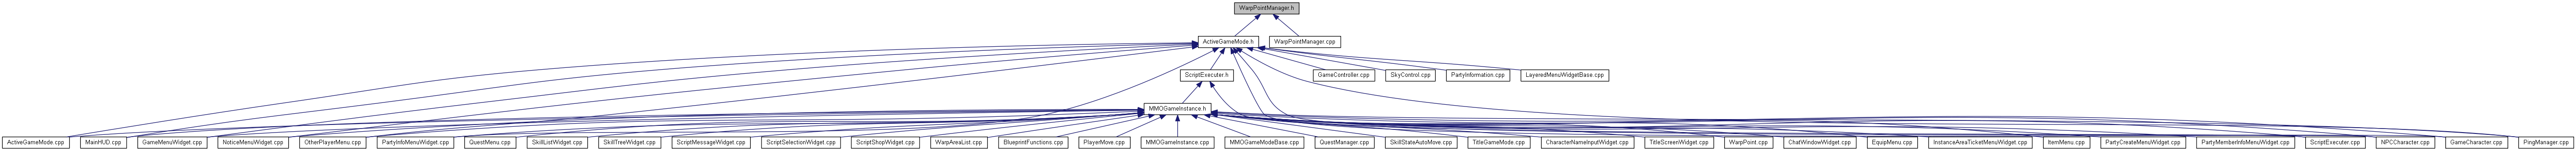 WarpPointManager.h
ActiveGameMode.h
WarpPointManager.cpp
ScriptExecuter.h
GameController.cpp
SkyControl.cpp
PartyInformation.cpp
LayeredMenuWidgetBase.cpp
MMOGameInstance.h
ActiveGameMode.cpp
MainHUD.cpp
GameMenuWidget.cpp
NoticeMenuWidget.cpp
OtherPlayerMenu.cpp
PartyInfoMenuWidget.cpp
QuestMenu.cpp
SkillListWidget.cpp
SkillTreeWidget.cpp
ScriptMessageWidget.cpp
ScriptSelectionWidget.cpp
ScriptShopWidget.cpp
WarpAreaList.cpp
BlueprintFunctions.cpp
PlayerMove.cpp
MMOGameInstance.cpp
MMOGameModeBase.cpp
QuestManager.cpp
SkillStateAutoMove.cpp
TitleGameMode.cpp
CharacterNameInputWidget.cpp
TitleScreenWidget.cpp
WarpPoint.cpp
ChatWindowWidget.cpp
EquipMenu.cpp
InstanceAreaTicketMenuWidget.cpp
ItemMenu.cpp
PartyCreateMenuWidget.cpp
PartyMemberInfoMenuWidget.cpp
ScriptExecuter.cpp
NPCCharacter.cpp
GameCharacter.cpp
PingManager.cpp